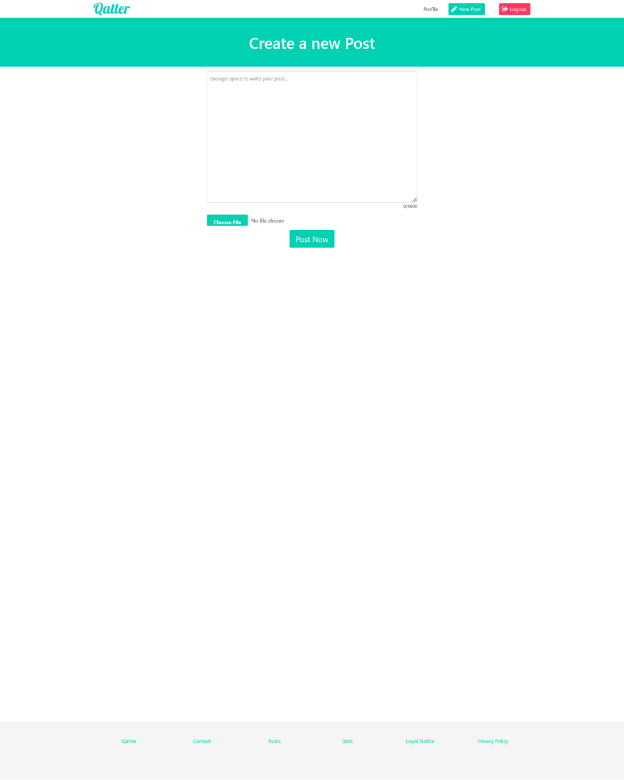 Qatter
Profile New Post Logout
Create a new Post
Enough space to write your post...
0/1000
Choose File No file chosen
Post Now
Qatter Contact Rules Stats Legal Notice Privacy Policy